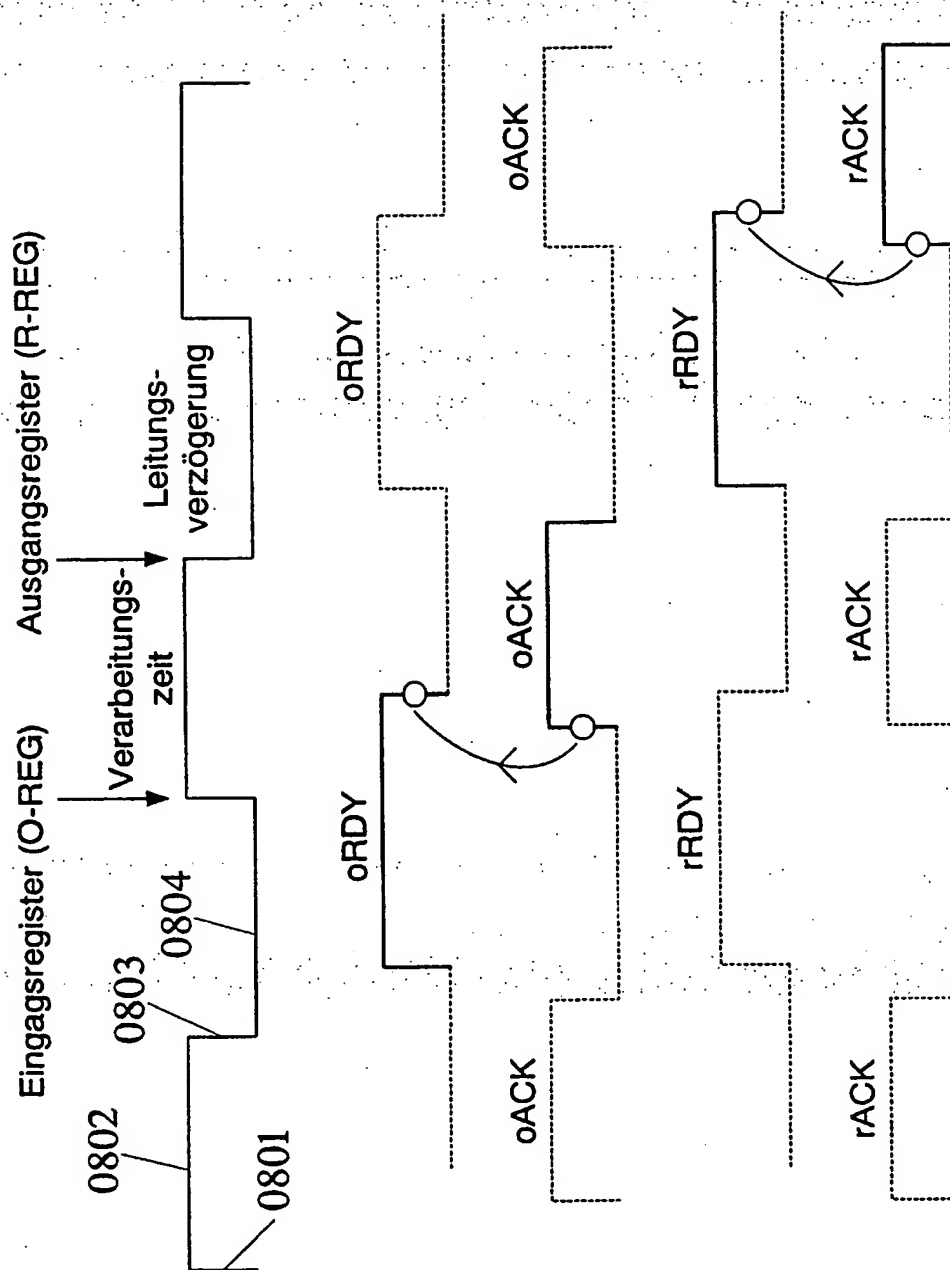 Eingagsregister (O-REG)
Ausgangsregister (R-REG)
0801
0802
0803
0804
Verarbeitungs-
zeit
Leitungs-
verzögerung
oRDY
oRDY
oACK
oACK
oACK
rRDY
rRDY
rACK
rACK
rACK